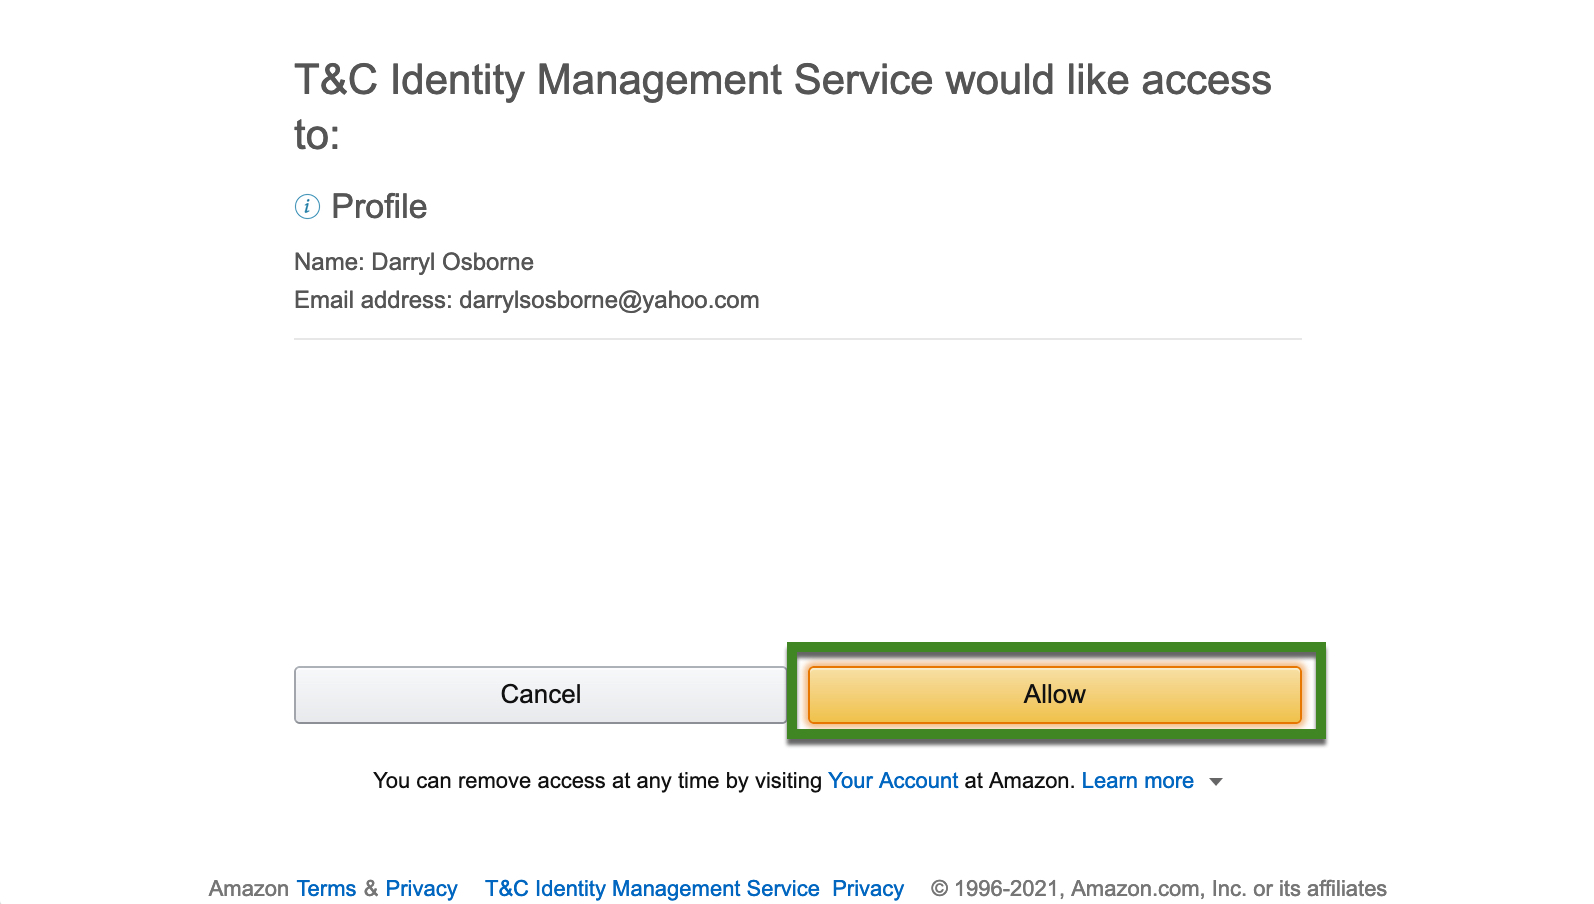 T&C Identity Management Service would like access
to:
i Profile
Name: Darryl Osborne
Email address: darrylsosborne@yahoo.com
Cancel
Allow
You can remove access at any time by visiting Your Account at Amazon. Learn more
Amazon Terms & Privacy T&C Identity Management Service Privacy © 1996-2021, Amazon.com, Inc. or its affiliates